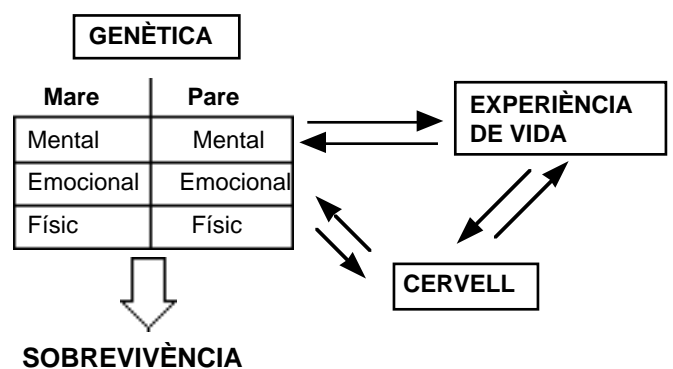 GENÈTICA
Mare Pare
Mental Mental
Emocional Emocional
Físic Físic
EXPERIÈNCIA
DE VIDA
CERVELL
SOBREVIVÈNCIA